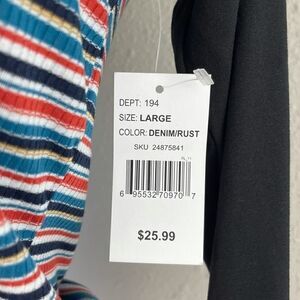 DEPT: 194
SIZE: LARGE
COLOR: DENIM/RUST
SKU 24875841
6 95532 70970 7
$25.99